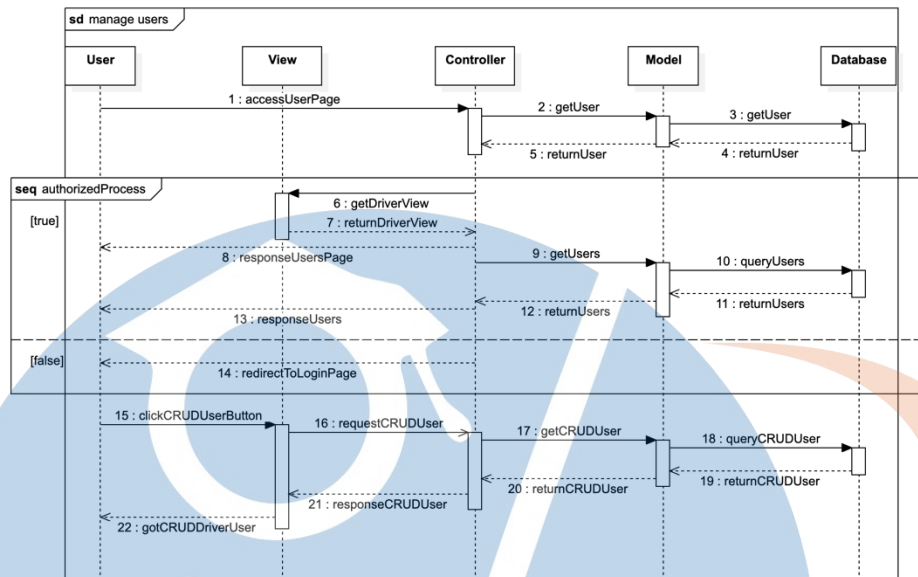 sd manage users
User
View
Controller
Model
Database
1 : accessUserPage
2 : getUser
3 : getUser
4 : returnUser
5 : returnUser
seq authorizedProcess
[true]
6 : getDriverView
7 : returnDriverView
8 : responseUsersPage
9 : getUsers
10 : queryUsers
11 : returnUsers
12 : returnUsers
13 : responseUsers
[false]
14 : redirectToLoginPage
15 : clickCRUDUserButton
16 : requestCRUDUser
17 : getCRUDUser
18 : queryCRUDUser
19 : returnCRUDUser
20 : returnCRUDUser
21 : responseCRUDUser
22 : gotCRUDDriverUser